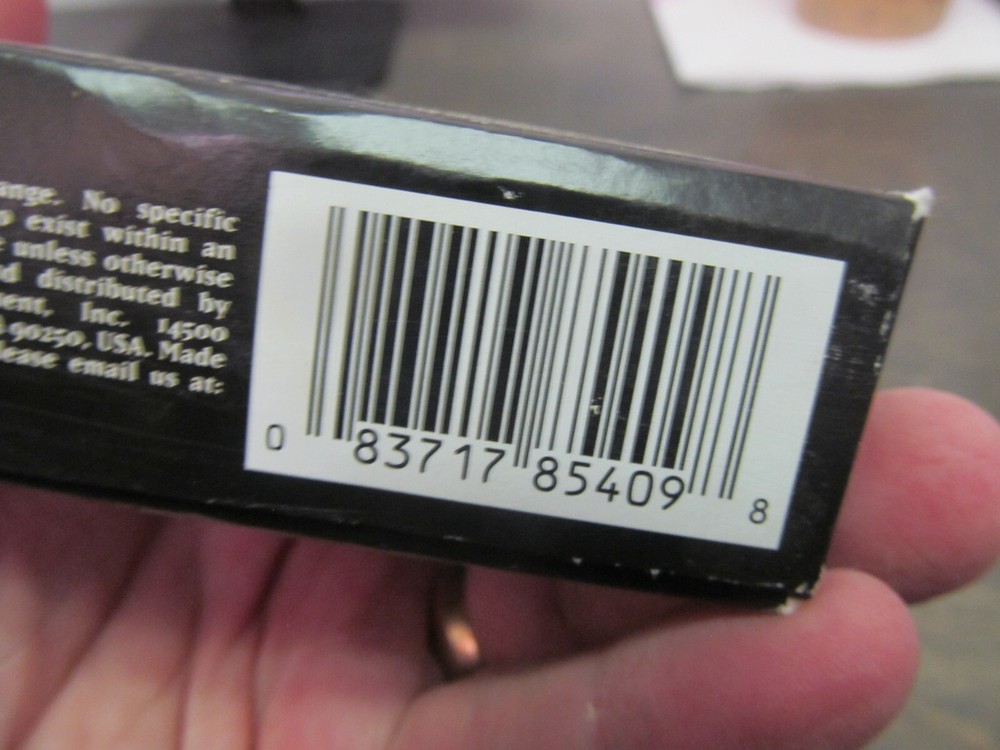 ange. No specific
o exist within an
unless otherwise
d distributed by
ent, Inc. 14500
90250, USA. Made
lease email us at:
0 83717 85409 8